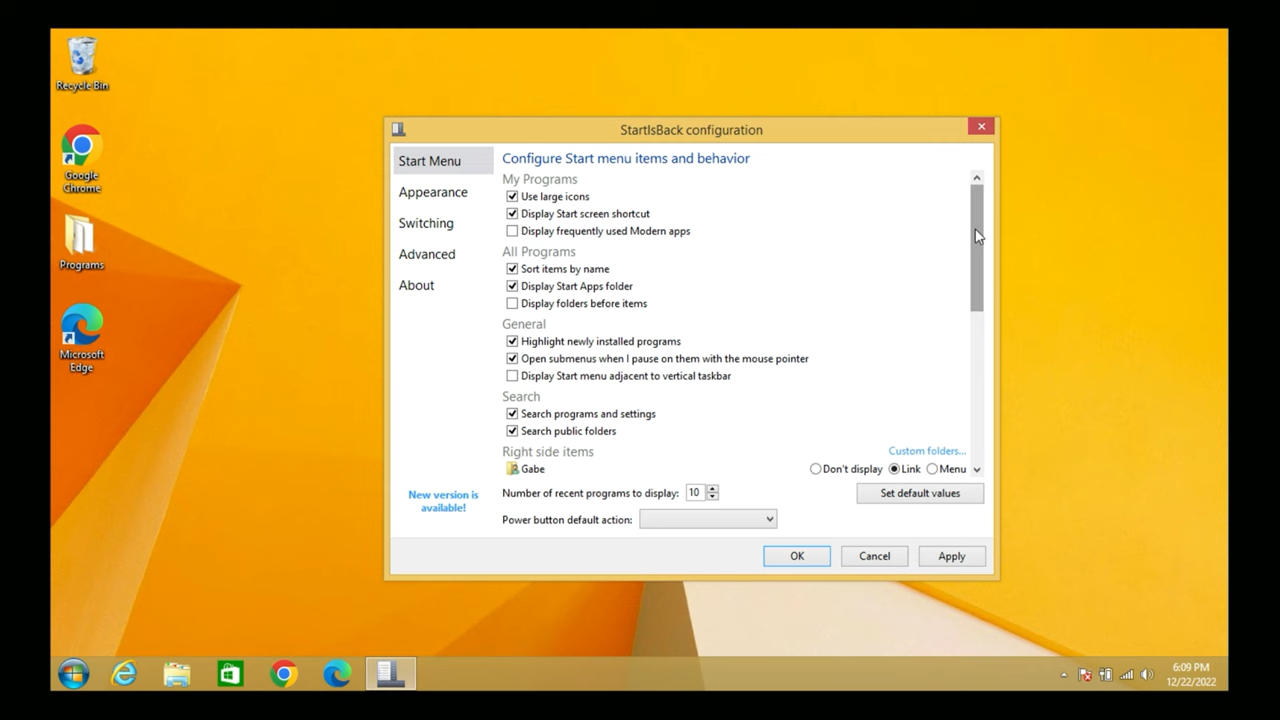 Recycle Bin
Google
Chrome
Programs
Microsoft
Edge
StartIsBack configuration
Start Menu
Appearance
Switching
Advanced
About
New version is
available!
Configure Start menu items and behavior
My Programs
Use large icons
Display Start screen shortcut
Display frequently used Modern apps
All Programs
Sort items by name
Display Start Apps folder
Display folders before items
General
Highlight newly installed programs
Open submenus when I pause on them with the mouse pointer
Display Start menu adjacent to vertical taskbar
Search
Search programs and settings
Search public folders
Right side items Custom folders...
Gabe Don't display Link Menu
Number of recent programs to display: 10 Set default values
Power button default action:
OK Cancel Apply
6:09 PM
12/22/2022